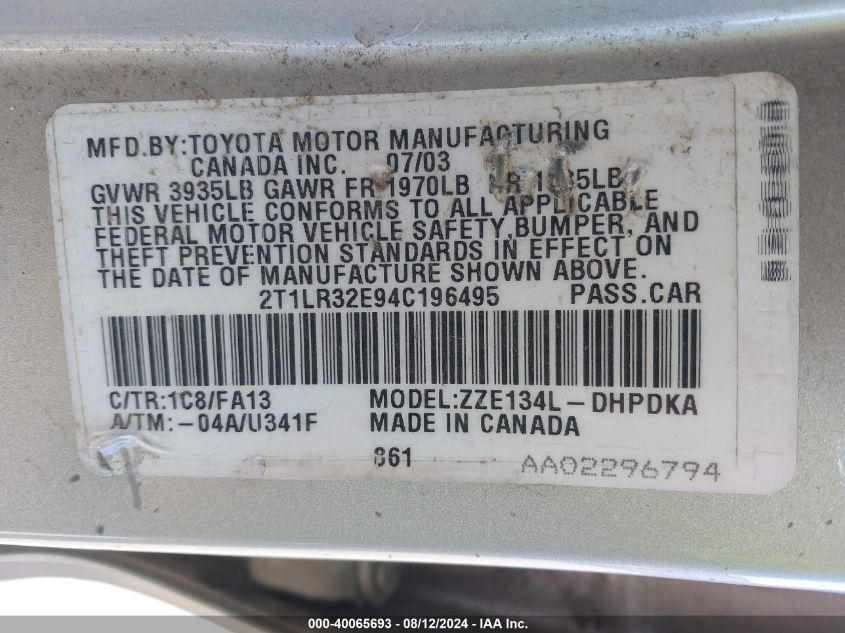 MFD.BY:TOYOTA MOTOR MANUFACTURING
CANADA INC. 07/03
GVWR 3935LB GAWR FR 1970LB
THIS VEHICLE CONFORMS TO ALL APPLICABLE
FEDERAL MOTOR VEHICLE SAFETY,BUMPER, AND
THEFT PREVENTION STANDARDS IN EFFECT ON
THE DATE OF MANUFACTURE SHOWN ABOVE.
2T1LR32E94C196495 PASS.CAR
C/TR:1C8/FA13 MODEL:ZZE134L-DHPDKA
A/TM:-04A/U341F MADE IN CANADA
861 AA02296794
000-40065693 - 08/12/2024 - IAA Inc.